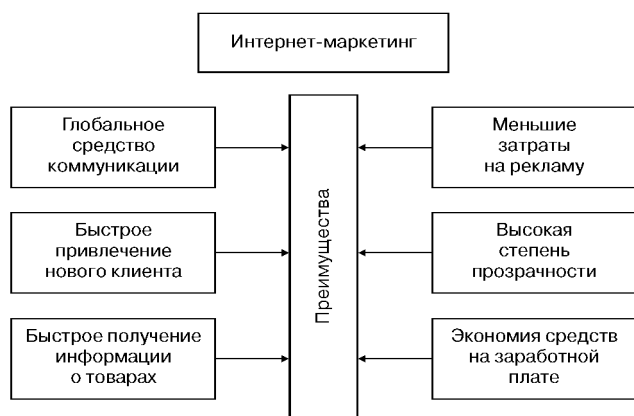 Интернет-маркетинг
Глобальное
средство
коммуникации
Быстрое
привлечение
нового клиента
Быстрое получение
информации
о товарах
Преимущества
Меньшие
затраты
на рекламу
Высокая
степень
прозрачности
Экономия средств
на заработной
плате